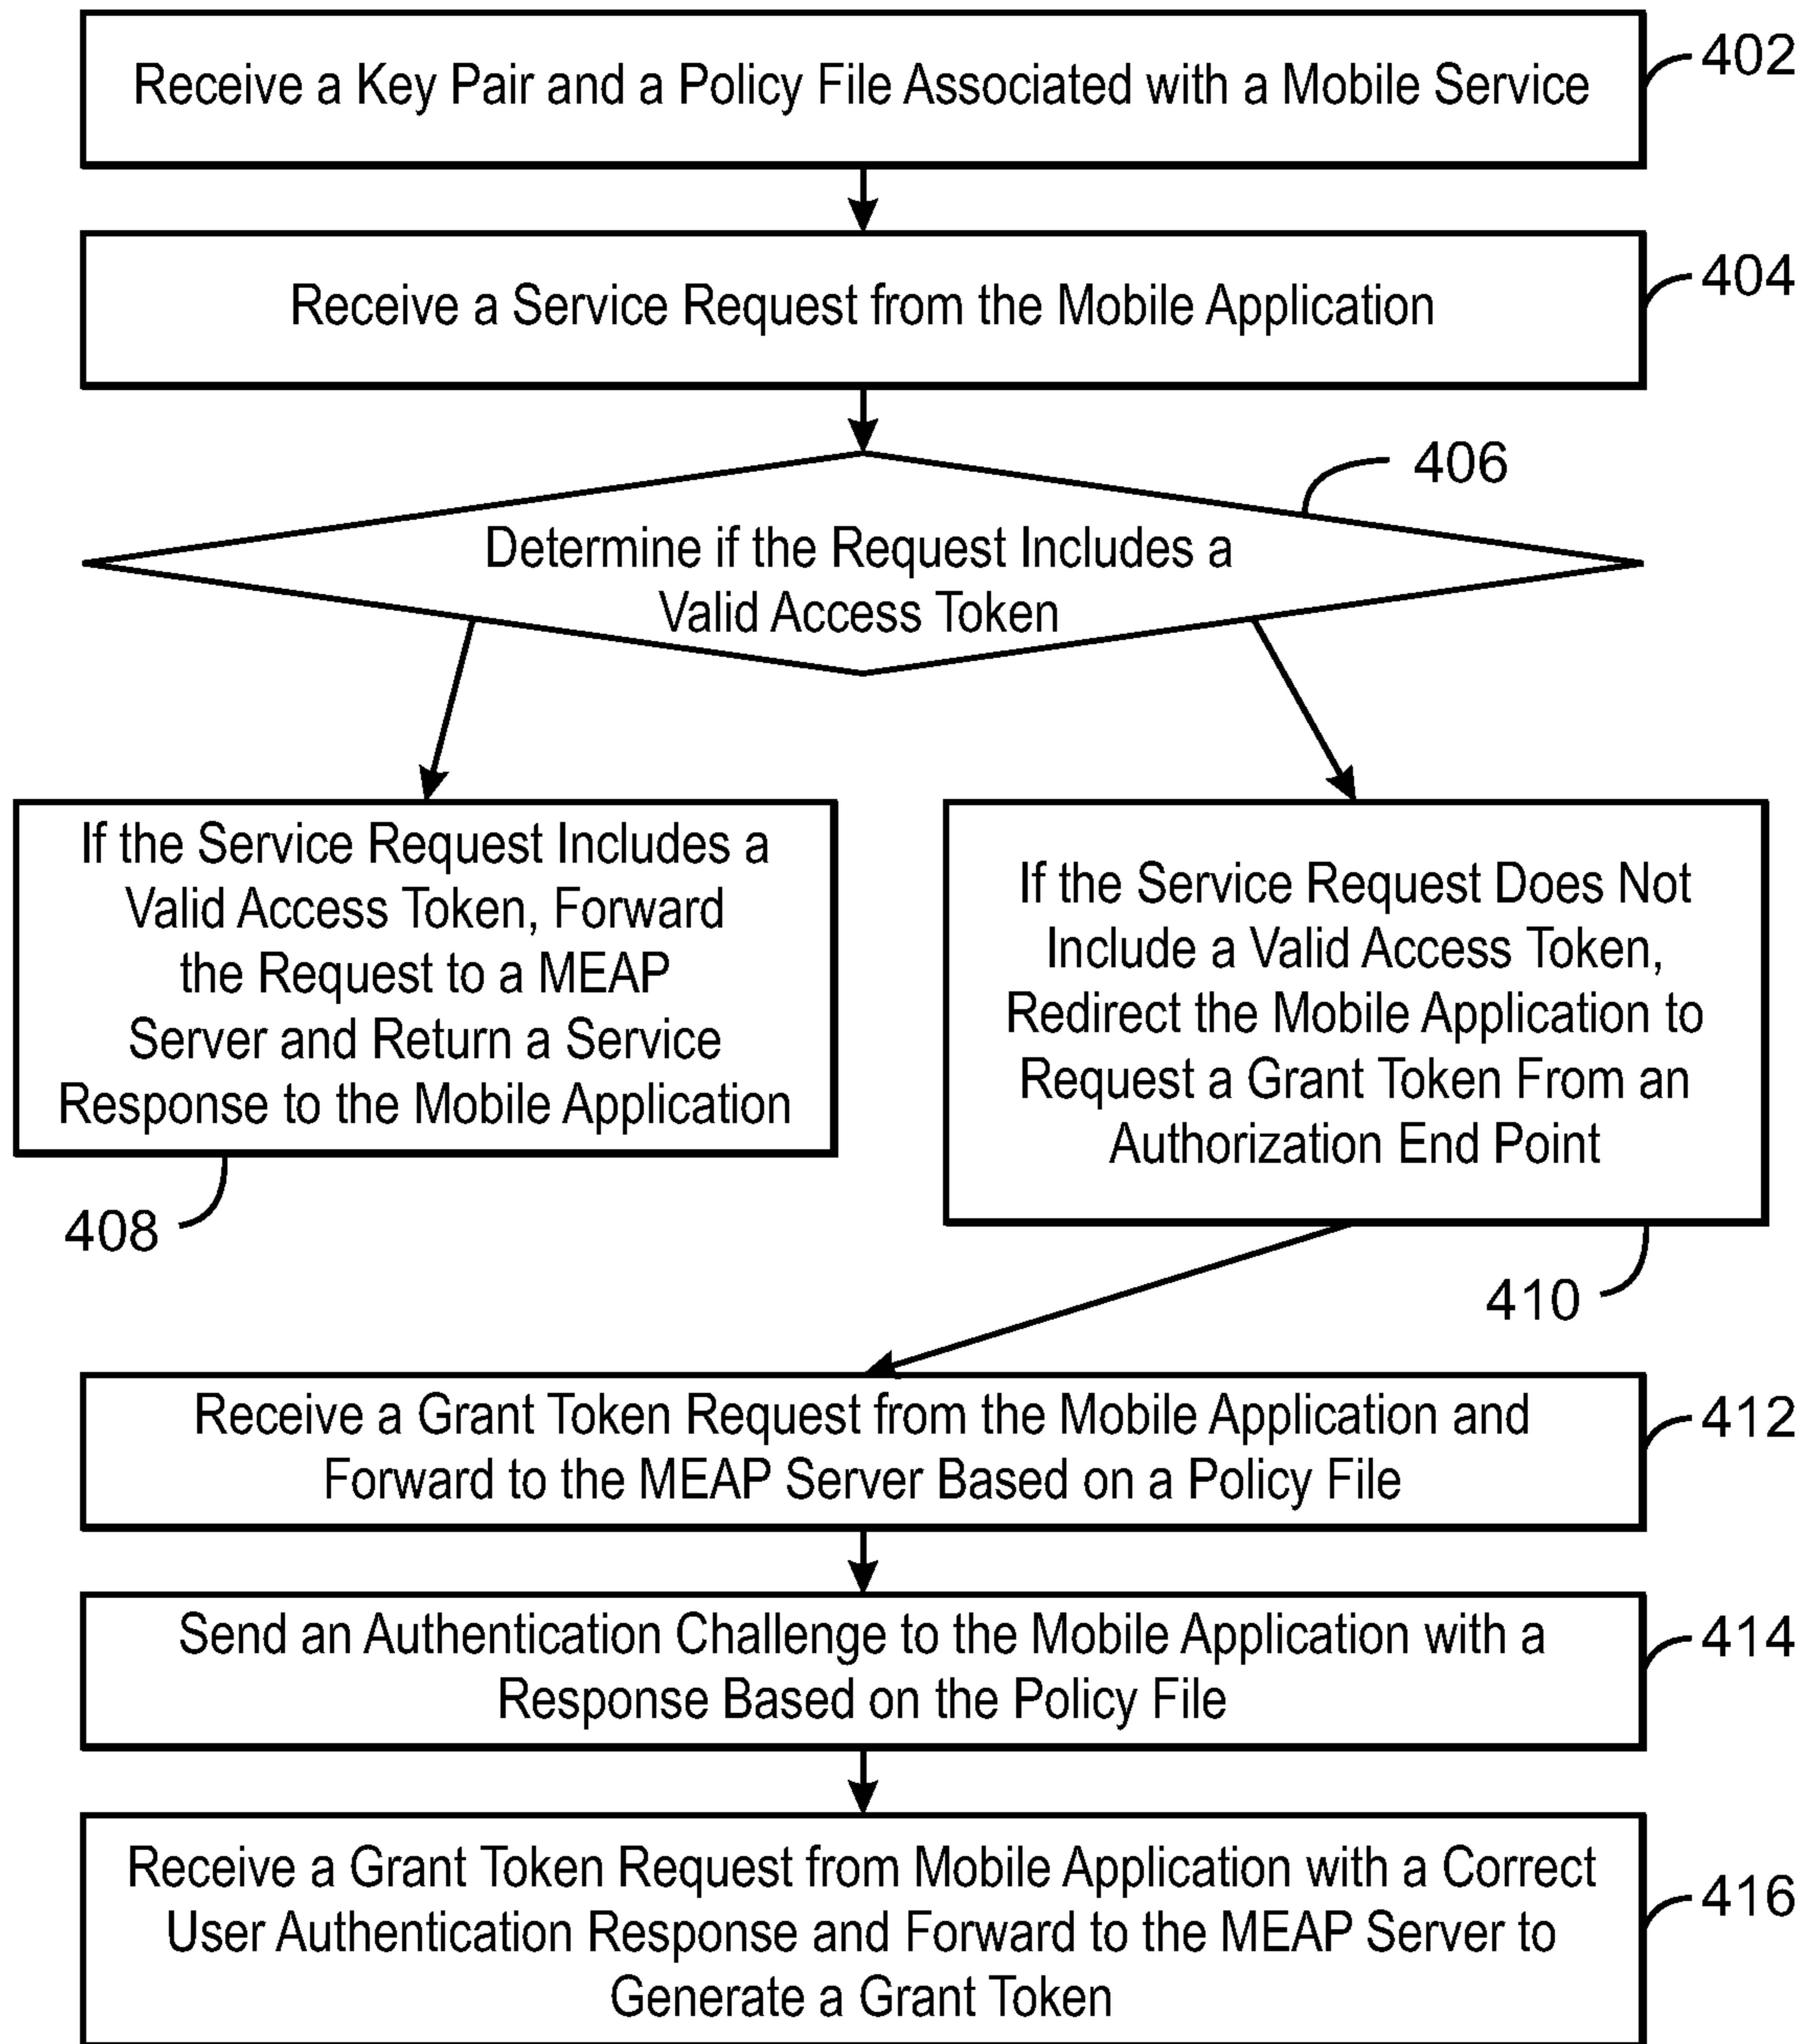 Receive a Key Pair and a Policy File Associated with a Mobile Service
402
Receive a Service Request from the Mobile Application
404
406
Determine if the Request Includes a
Valid Access Token
If the Service Request Includes a
Valid Access Token, Forward
the Request to a MEAP
Server and Return a Service
Response to the Mobile Application
408
If the Service Request Does Not
Include a Valid Access Token,
Redirect the Mobile Application to
Request a Grant Token From an
Authorization End Point
410
Receive a Grant Token Request from the Mobile Application and
Forward to the MEAP Server Based on a Policy File
412
Send an Authentication Challenge to the Mobile Application with a
Response Based on the Policy File
414
Receive a Grant Token Request from Mobile Application with a Correct
User Authentication Response and Forward to the MEAP Server to
Generate a Grant Token
416